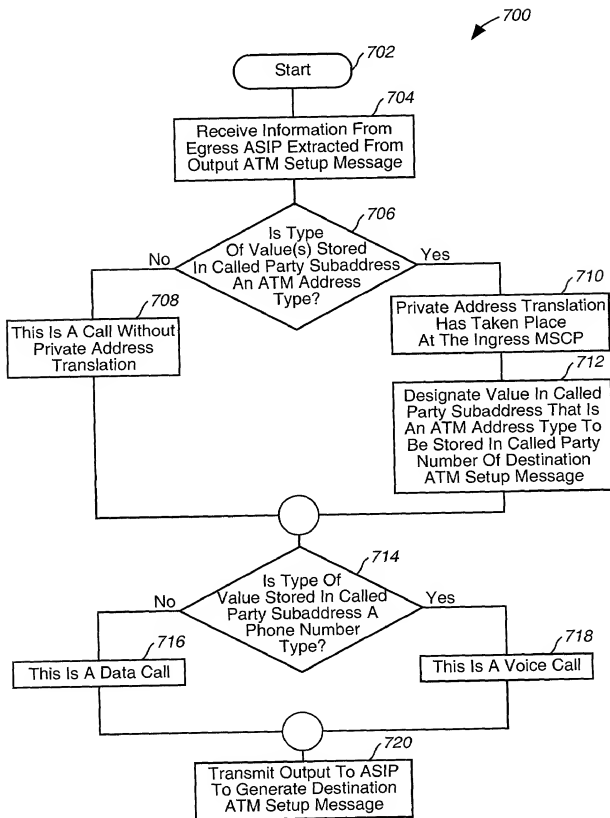 700
702
Start
704
Receive Information From
Egress ASIP Extracted From
Output ATM Setup Message
706
Is Type
Of Value(s) Stored
In Called Party Subaddress
An ATM Address
Type?
No
Yes
708
This Is A Call Without
Private Address
Translation
710
Private Address Translation
Has Taken Place
At The Ingress MSCP
712
Designate Value In Called
Party Subaddress That Is
An ATM Address Type To
Be Stored In Called Party
Number Of Destination
ATM Setup Message
714
Is Type Of
Value Stored In Called
Party Subaddress A
Phone Number
Type?
No
Yes
716
This Is A Data Call
718
This Is A Voice Call
720
Transmit Output To ASIP
To Generate Destination
ATM Setup Message